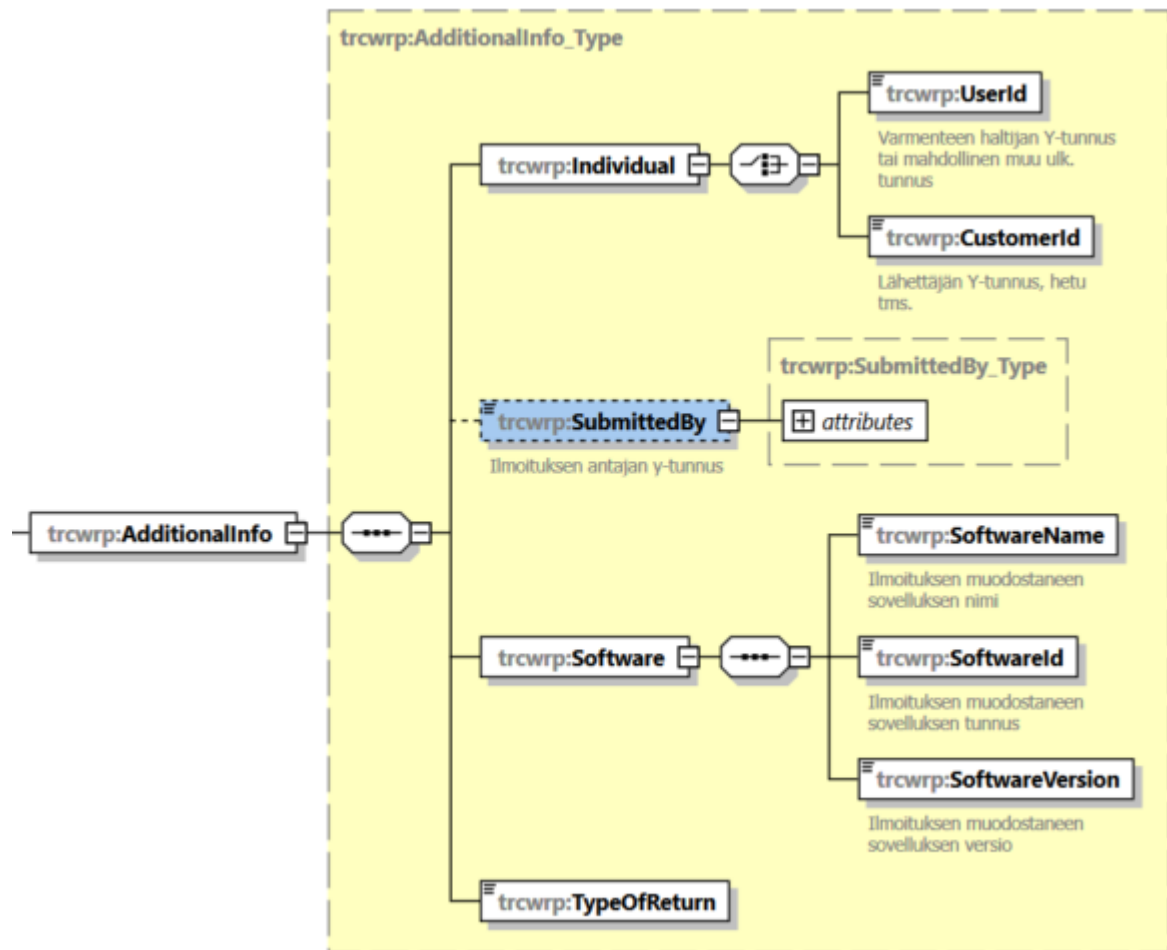 trcwrp:AdditionalInfo_Type
trcwrp:UserId
Varmenteen haltijan Y-tunnus
tai mahdollinen muu ulk.
tunnus
trcwrp:Individual
trcwrp:CustomerId
Lähettäjän Y-tunnus, hetu
tms.
trcwrp:SubmittedBy_Type
trcwrp:SubmittedBy
attributes
Ilmoituksen antajan y-tunnus
trcwrp:AdditionalInfo
trcwrp:SoftwareName
Ilmoituksen muodostaneen
sovelluksen nimi
trcwrp:Software
trcwrp:SoftwareId
Ilmoituksen muodostaneen
sovelluksen tunnus
trcwrp:SoftwareVersion
Ilmoituksen muodostaneen
sovelluksen versio
trcwrp:TypeOfReturn